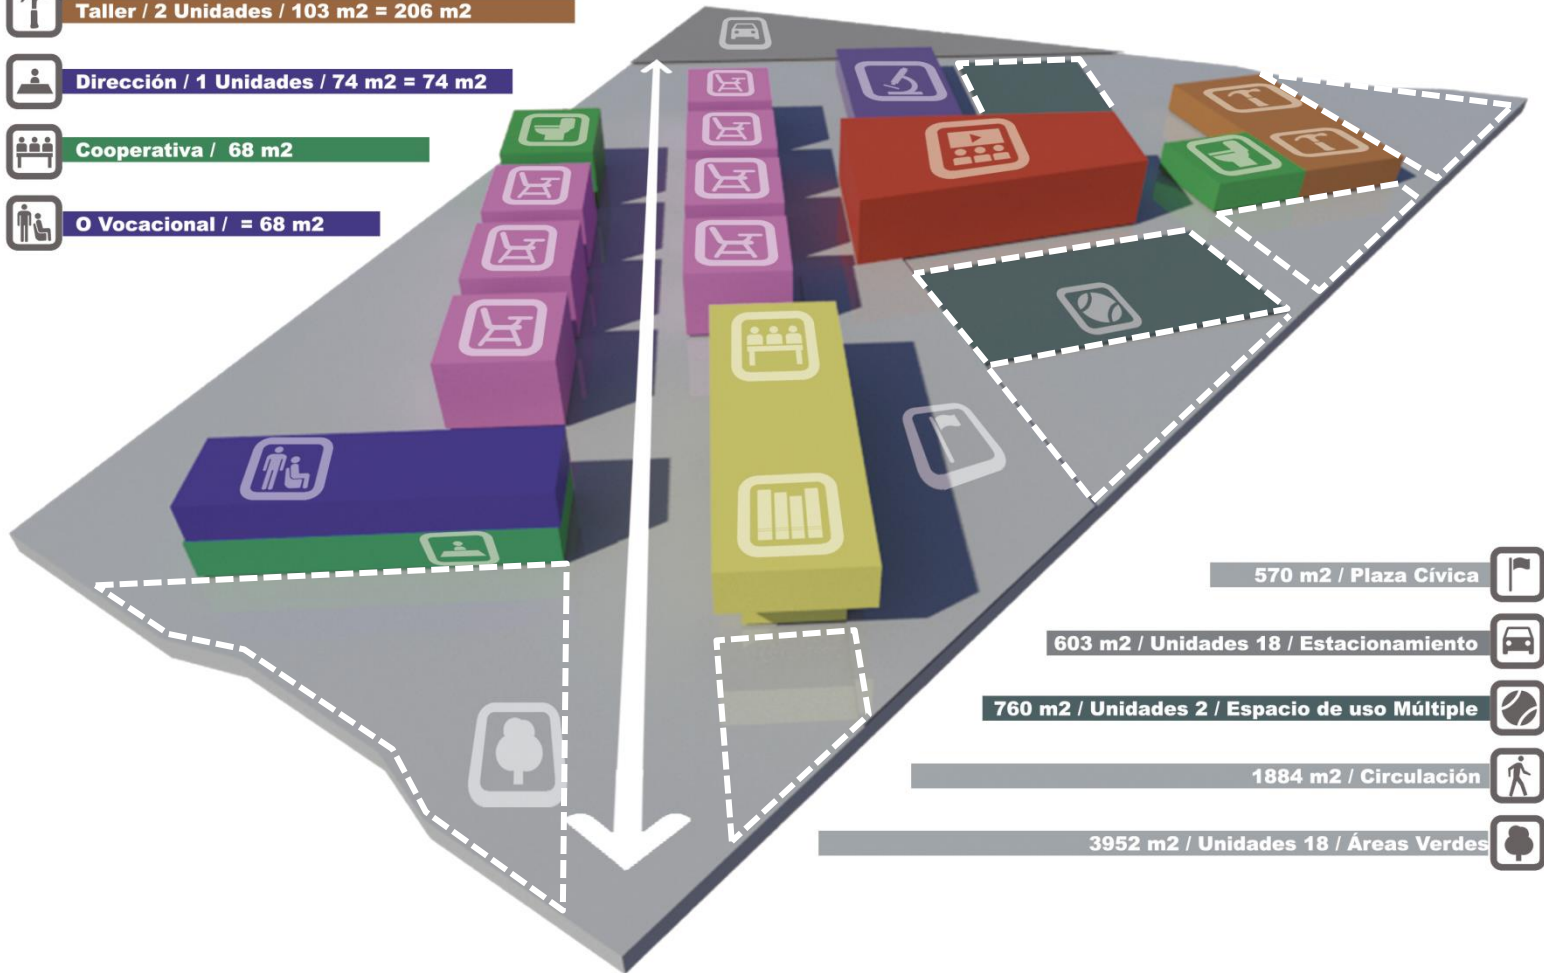 Taller / 2 Unidades / 103 m2 = 206 m2
Dirección / 1 Unidades / 74 m2 = 74 m2
Cooperativa /  68 m2
O Vocacional /  = 68 m2
570 m2 / Plaza Cívica
603 m2 / Unidades 18 / Estacionamiento
760 m2 / Unidades 2 / Espacio de uso Múltiple
1884 m2 / Circulación
3952 m2 / Unidades 18 / Áreas Verdes